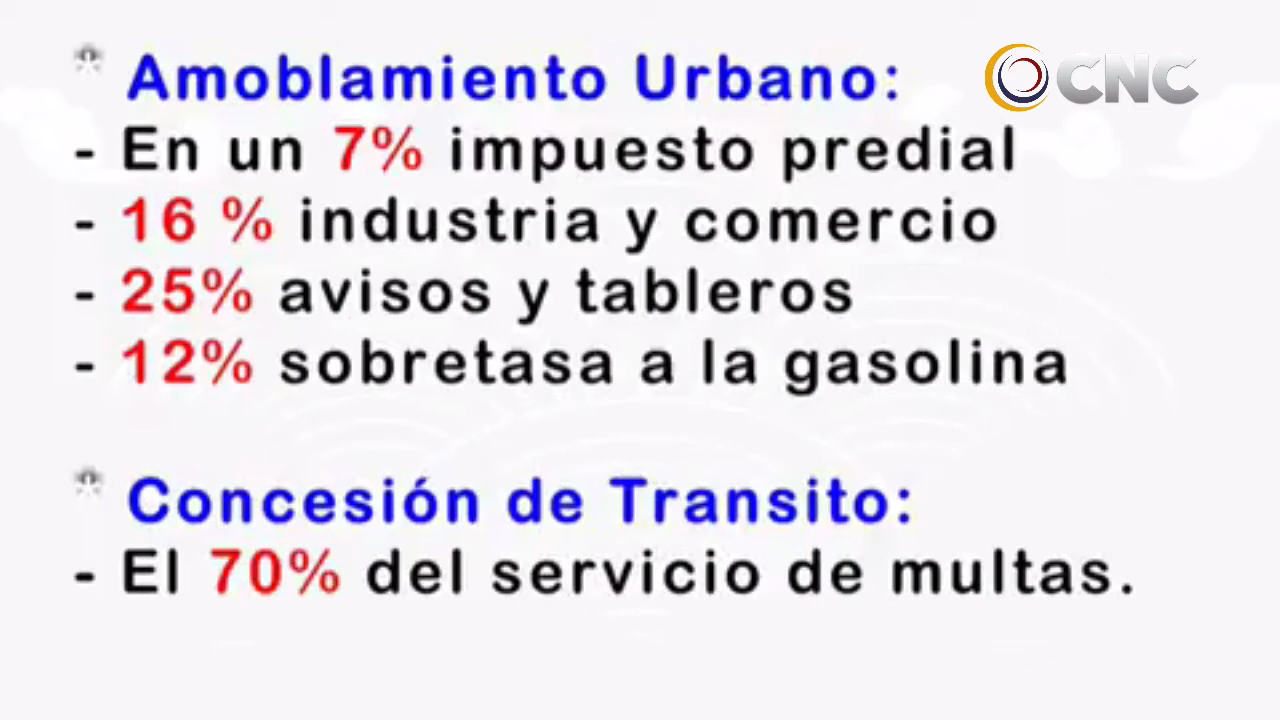 * Amoblamiento Urbano:
CNC
- En un 7% impuesto predial
- 16 % industria y comercio
- 25% avisos y tableros
- 12% sobretasa a la gasolina
* Concesión de Transito:
- El 70% del servicio de multas.